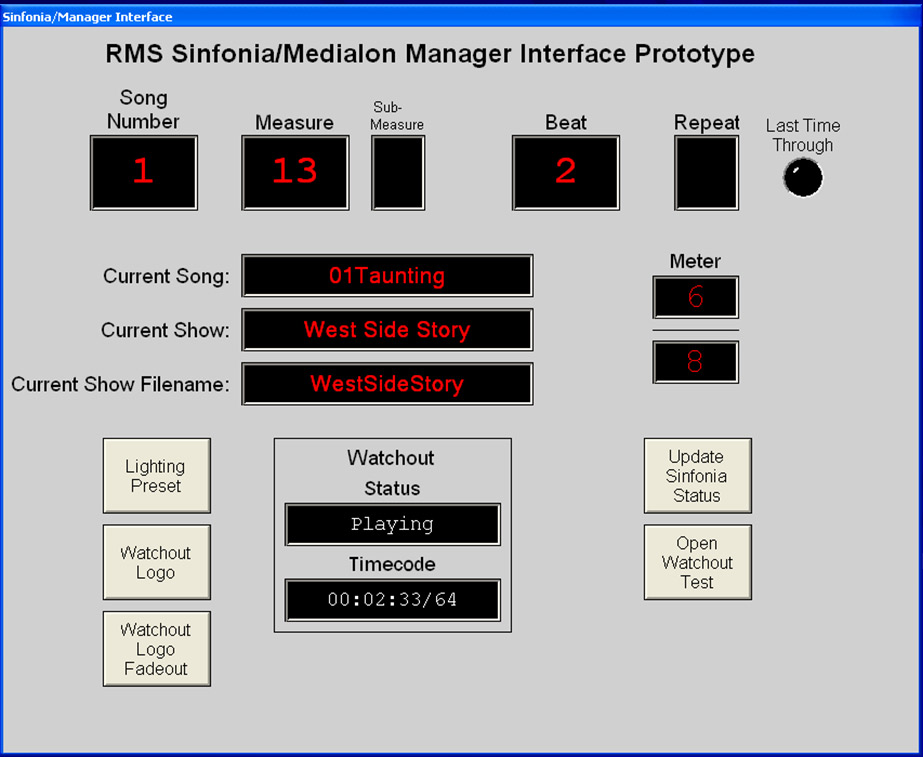 Sinfonia/Manager Interface
RMS Sinfonia/Medialon Manager Interface Prototype
Song
Number
Measure
Sub-
Measure
Beat
Repeat
Last Time
Through
1
13
2
Current Song:
01Taunting
Meter
6
8
Current Show:
West Side Story
Current Show Filename:
WestSideStory
Lighting
Preset
Watchout
Logo
Watchout
Logo
Fadeout
Watchout
Status
Playing
Timecode
00:02:33/64
Update
Sinfonia
Status
Open
Watchout
Test